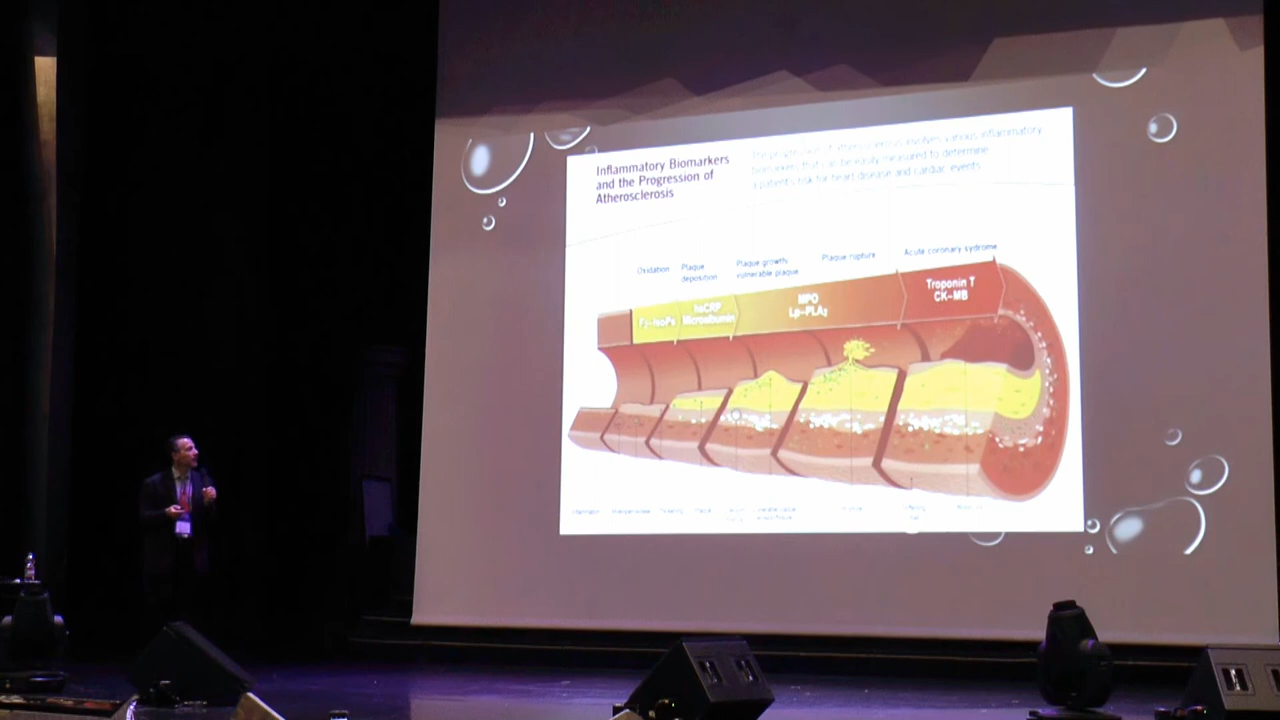 Inflammatory Biomarkers
and the Progression of
Atherosclerosis
The progression of atherosclerosis involves various inflammatory
biomarkers that can be easily measured to determine
a patient's risk for heart disease and cardiac events
Oxidation
Plaque
deposition
Plaque growth
vulnerable plaque
Plaque rupture
Acute coronary sydrome
F₂-IsoPs
hsCRP
Microalbumin
MPO
Lp-PLA₂
Troponin T
CK-MB